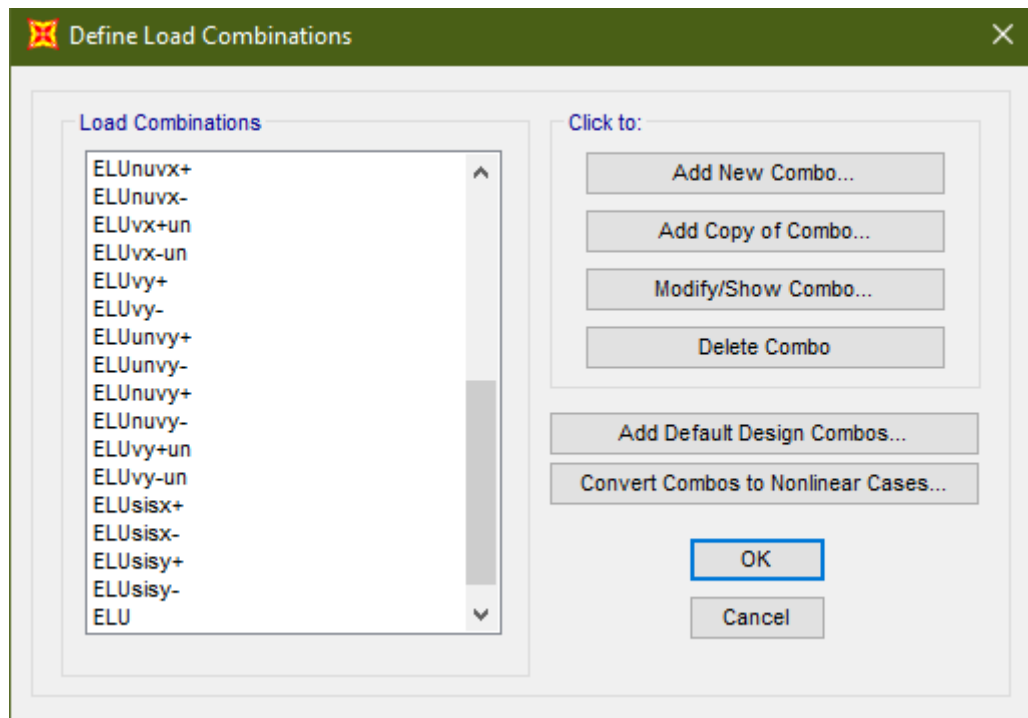 Define Load Combinations
Load Combinations
ELUnuvx+
ELUnuvx-
ELUvx+un
ELUvx-un
ELUvy+
ELUvy-
ELUunvy+
ELUunvy-
ELUnuvy+
ELUnuvy-
ELUvy+un
ELUvy-un
ELUsisx+
ELUsisx-
ELUsisy+
ELUsisy-
ELU
Click to:
Add New Combo...
Add Copy of Combo...
Modify/Show Combo...
Delete Combo
Add Default Design Combos...
Convert Combos to Nonlinear Cases...
OK
Cancel